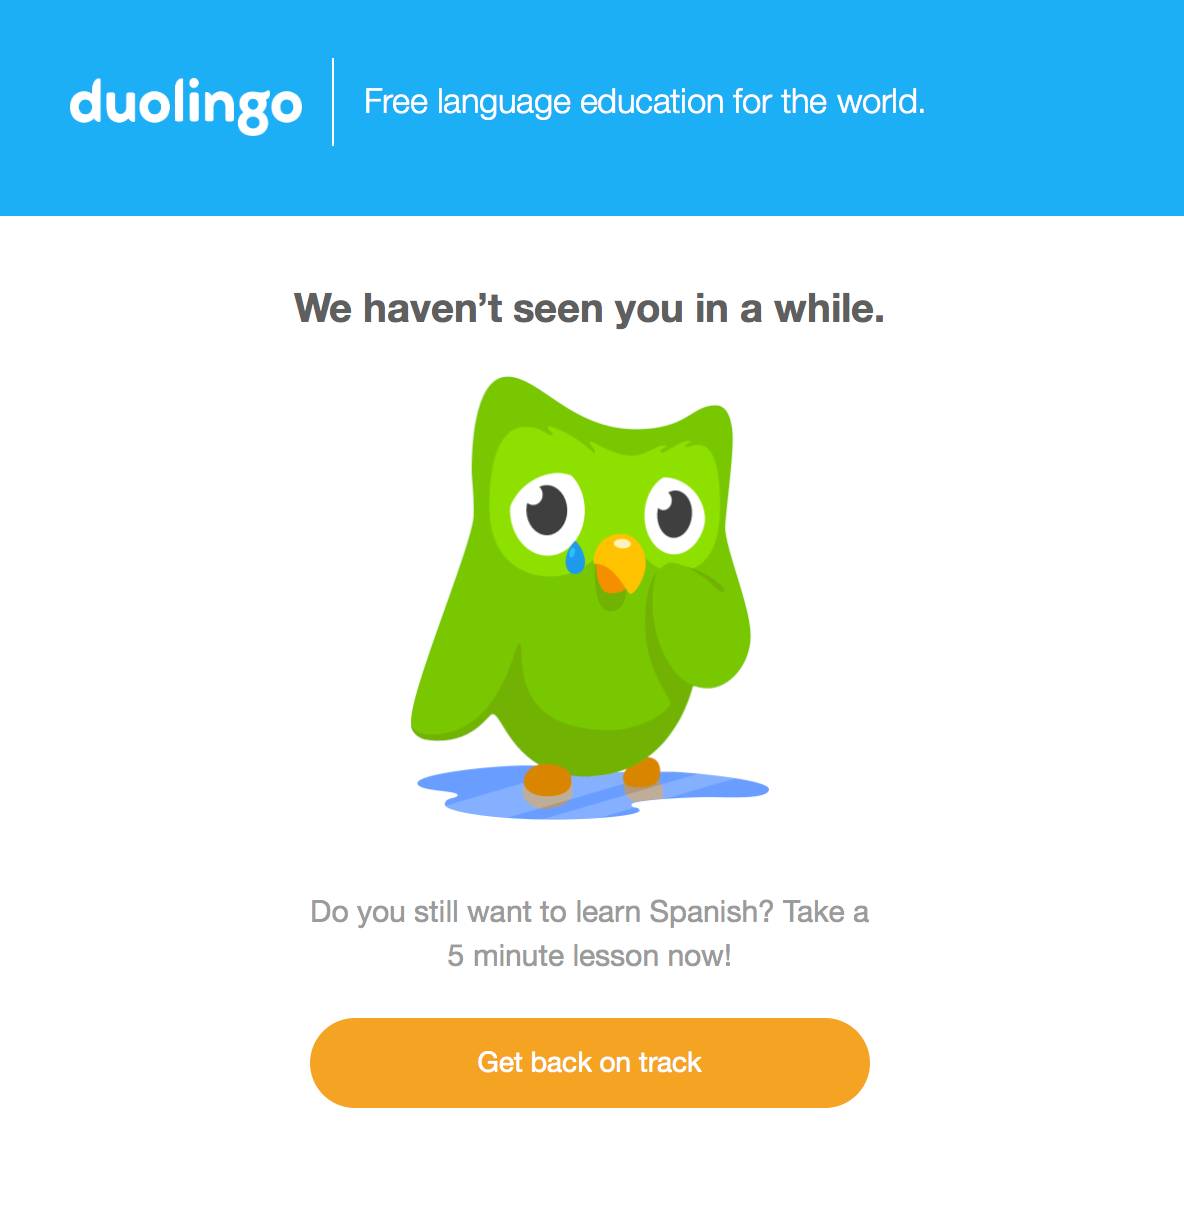 duolingo
Free language education for the world.
We haven’t seen you in a while.
Do you still want to learn Spanish? Take a
5 minute lesson now!
Get back on track